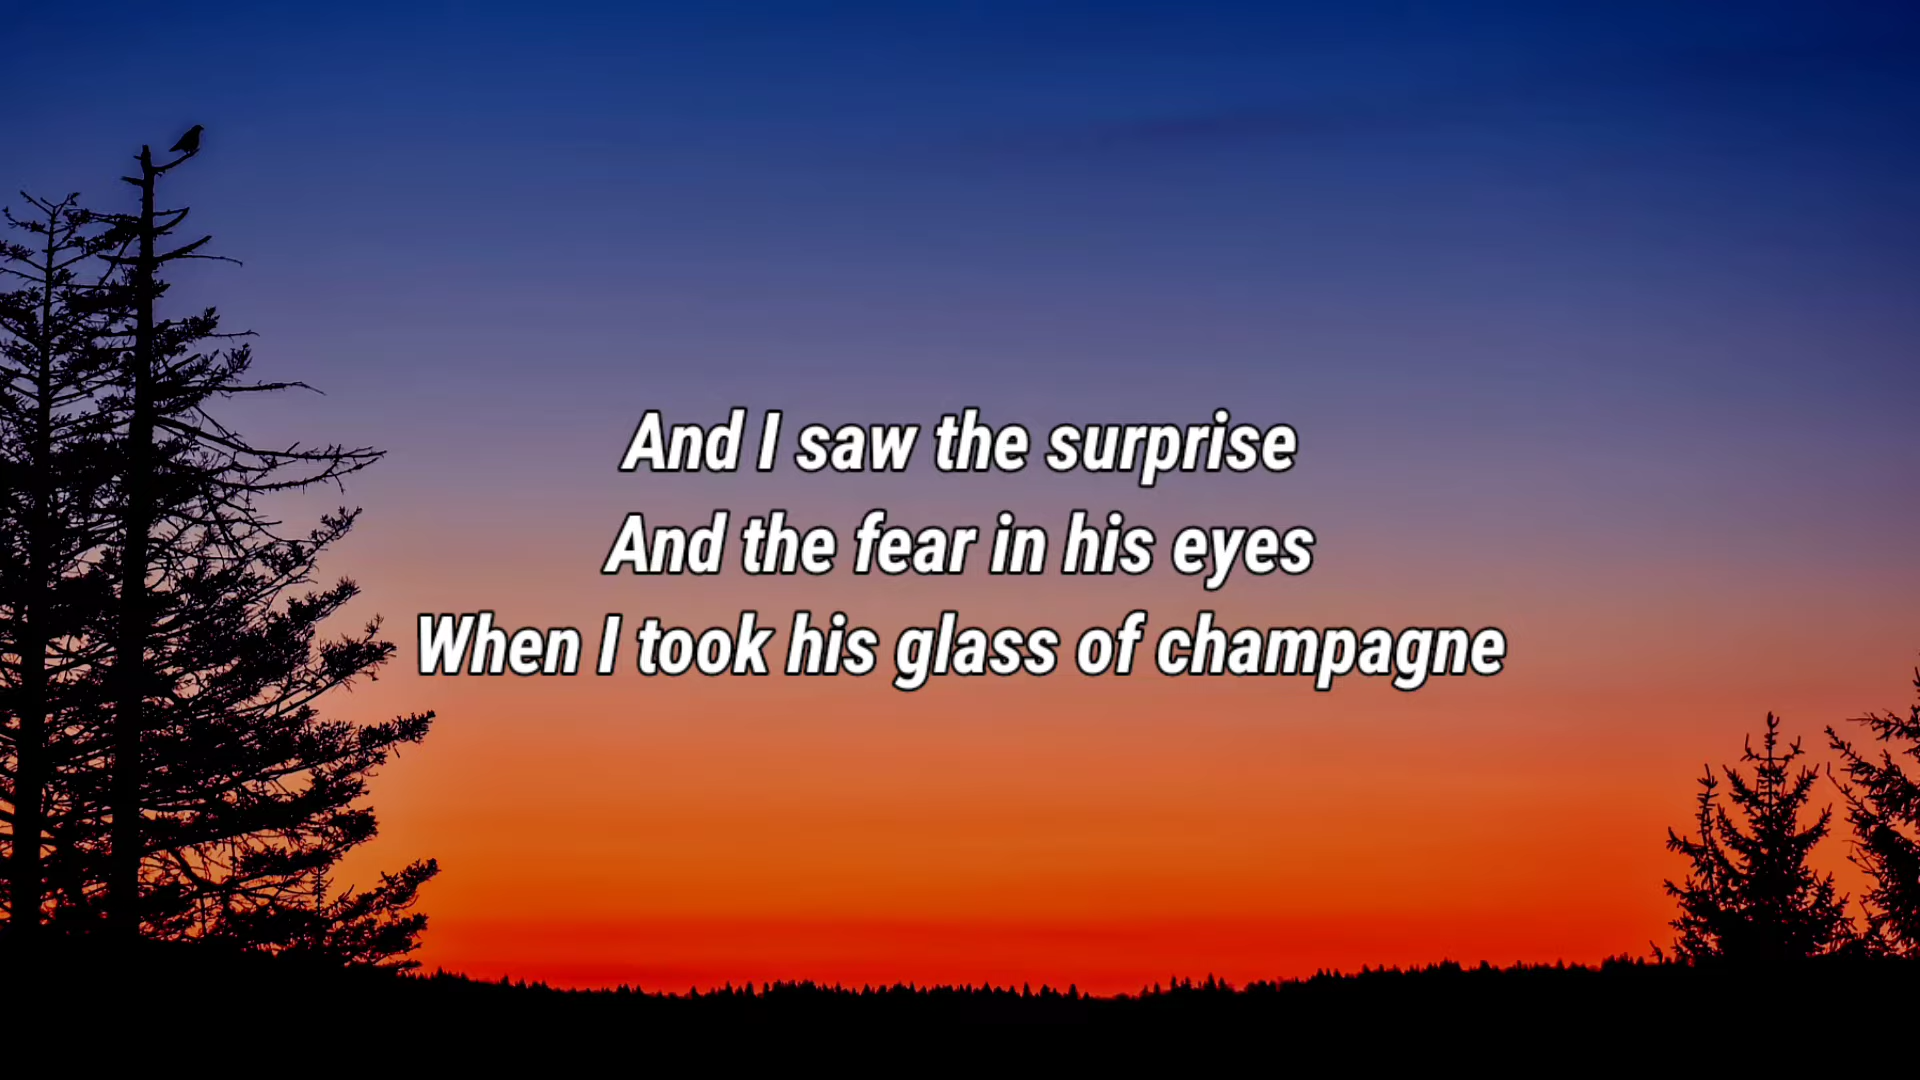 And I saw the surprise
And the fear in his eyes
When I took his glass of champagne